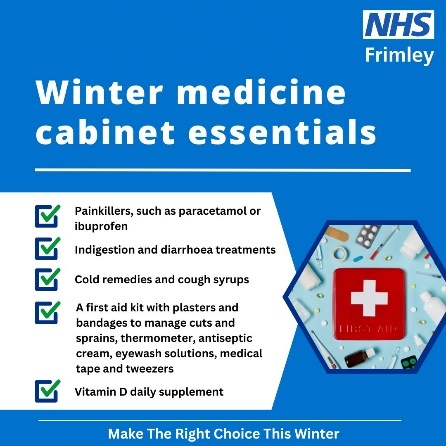 NHS
Frimley
Winter medicine
cabinet essentials
Painkillers, such as paracetamol or
ibuprofen
Indigestion and diarrhoea treatments
Cold remedies and cough syrups
A first aid kit with plasters and
bandages to manage cuts and
sprains, thermometer, antiseptic
cream, eyewash solutions, medical
tape and tweezers
Vitamin D daily supplement
FIRST AID
Make The Right Choice This Winter